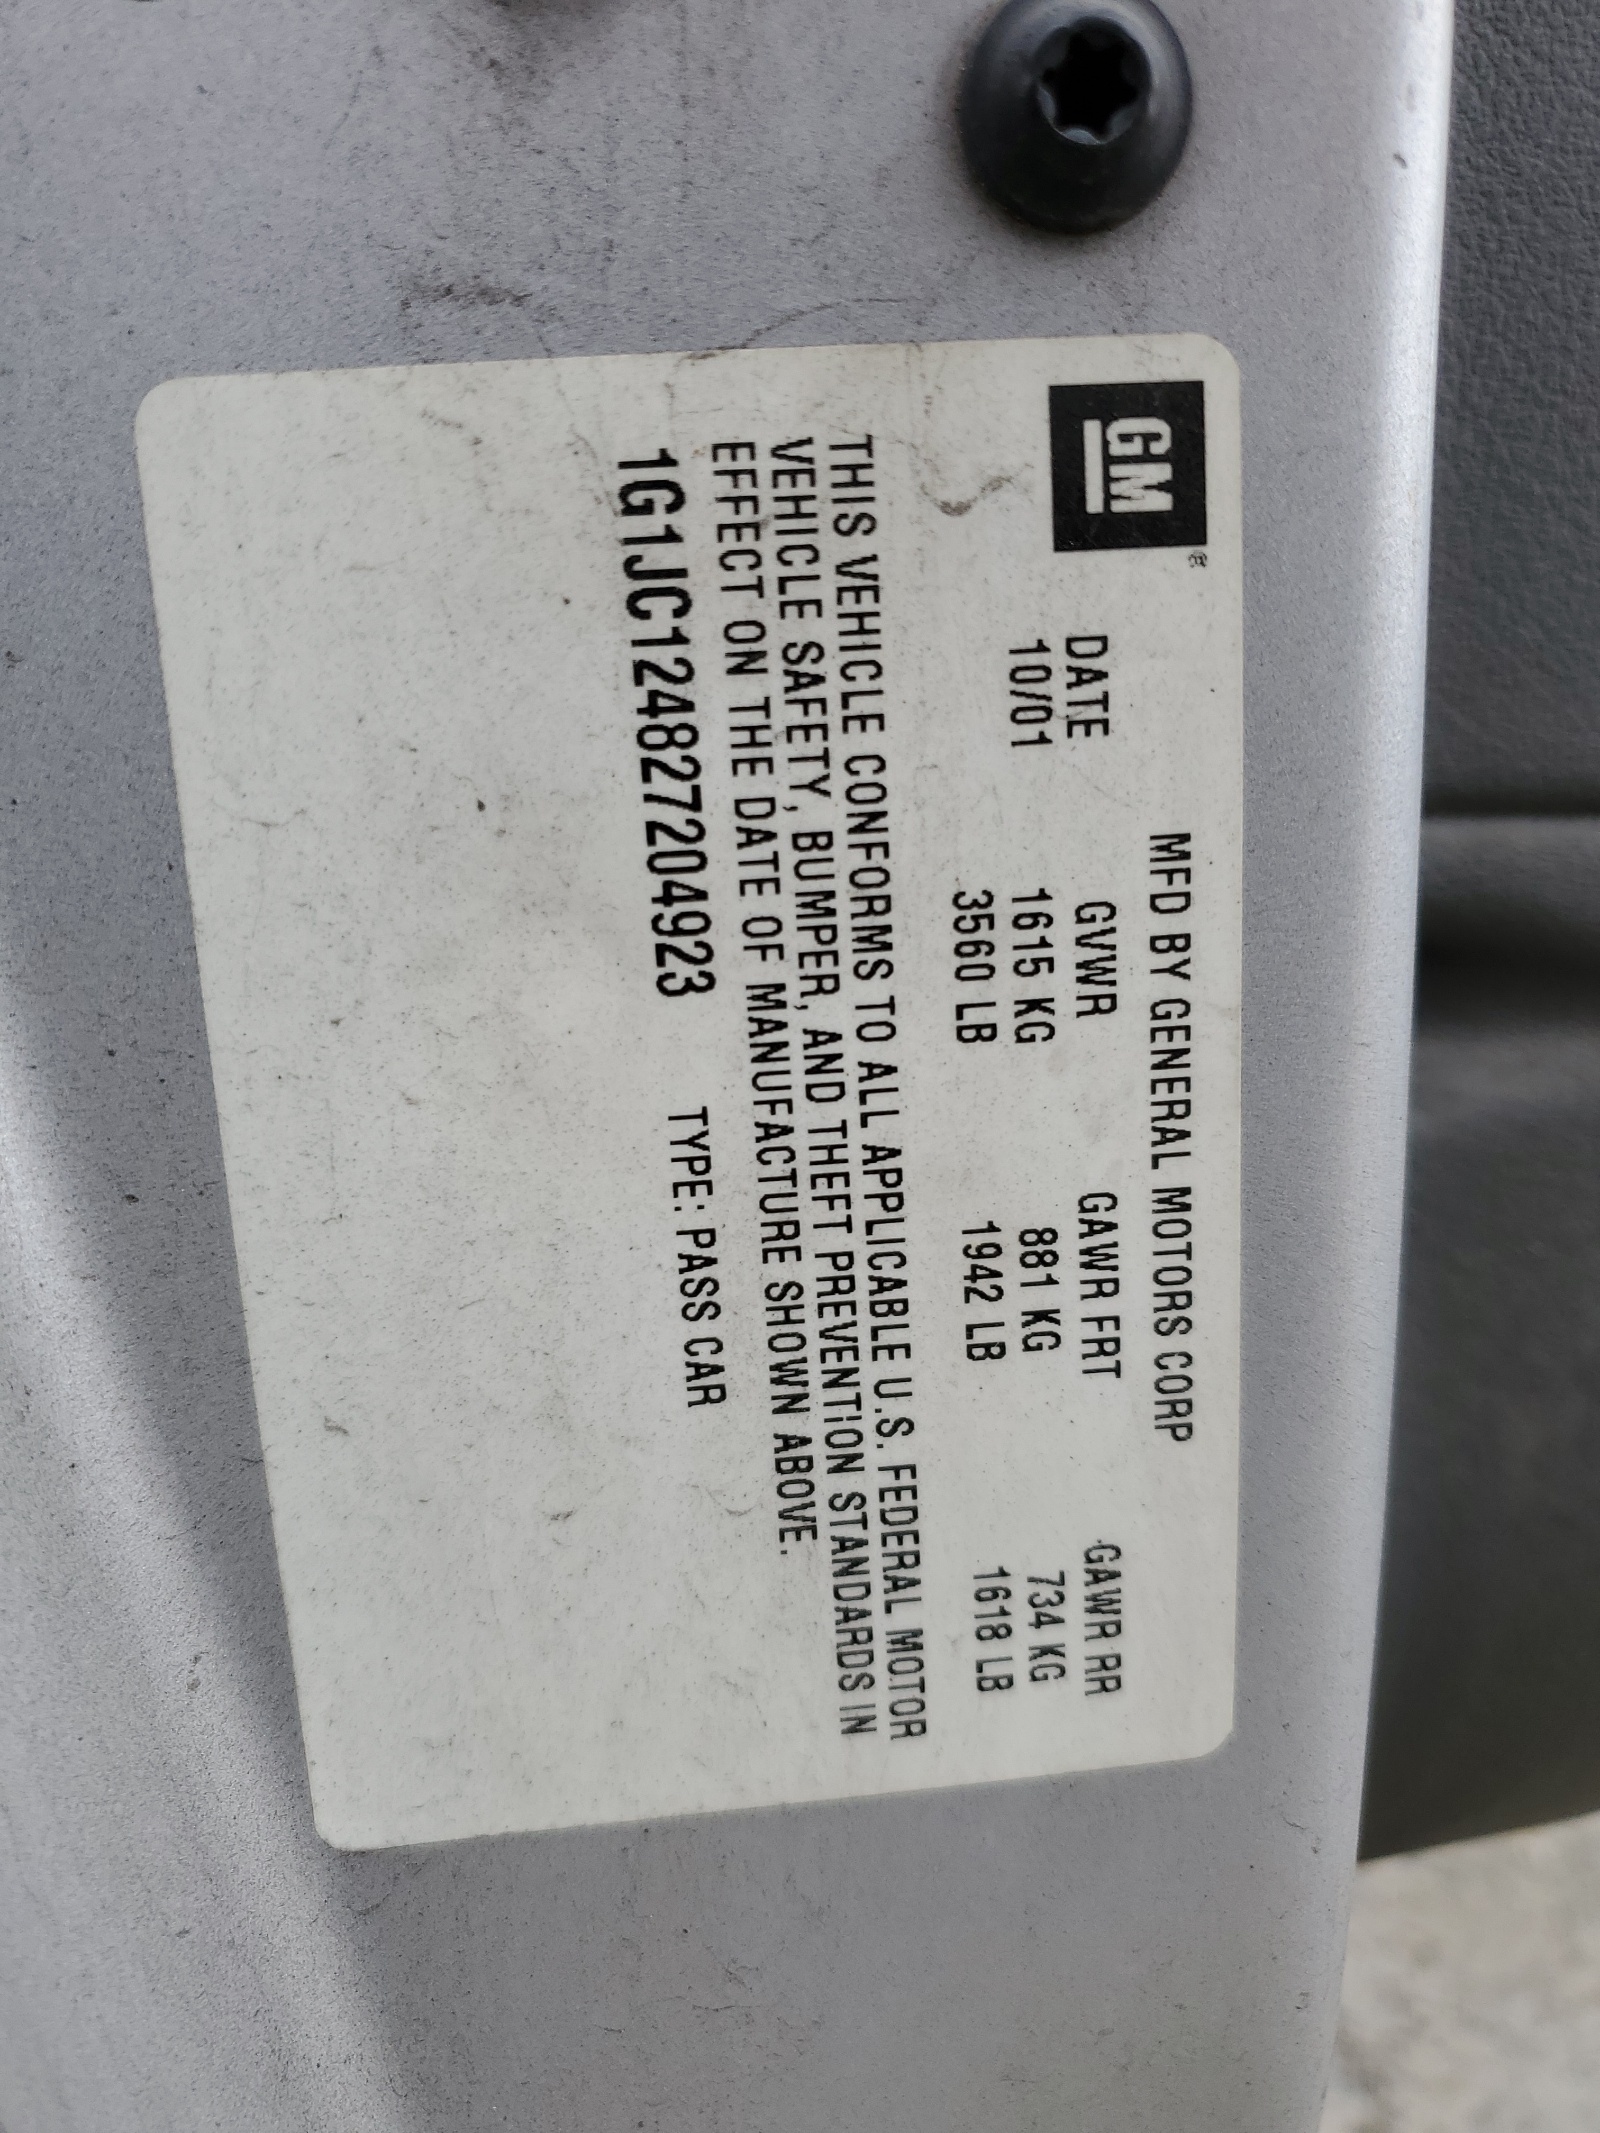 GM®
MFD BY GENERAL MOTORS CORP
DATE GVWR GAWR FRT GAWR RR
10/01 1615 KG 881 KG 734 KG
3560 LB 1942 LB 1618 LB
THIS VEHICLE CONFORMS TO ALL APPLICABLE U.S. FEDERAL MOTOR
VEHICLE SAFETY, BUMPER, AND THEFT PREVENTION STANDARDS IN
EFFECT ON THE DATE OF MANUFACTURE SHOWN ABOVE.
1G1JC124827204923 TYPE: PASS CAR